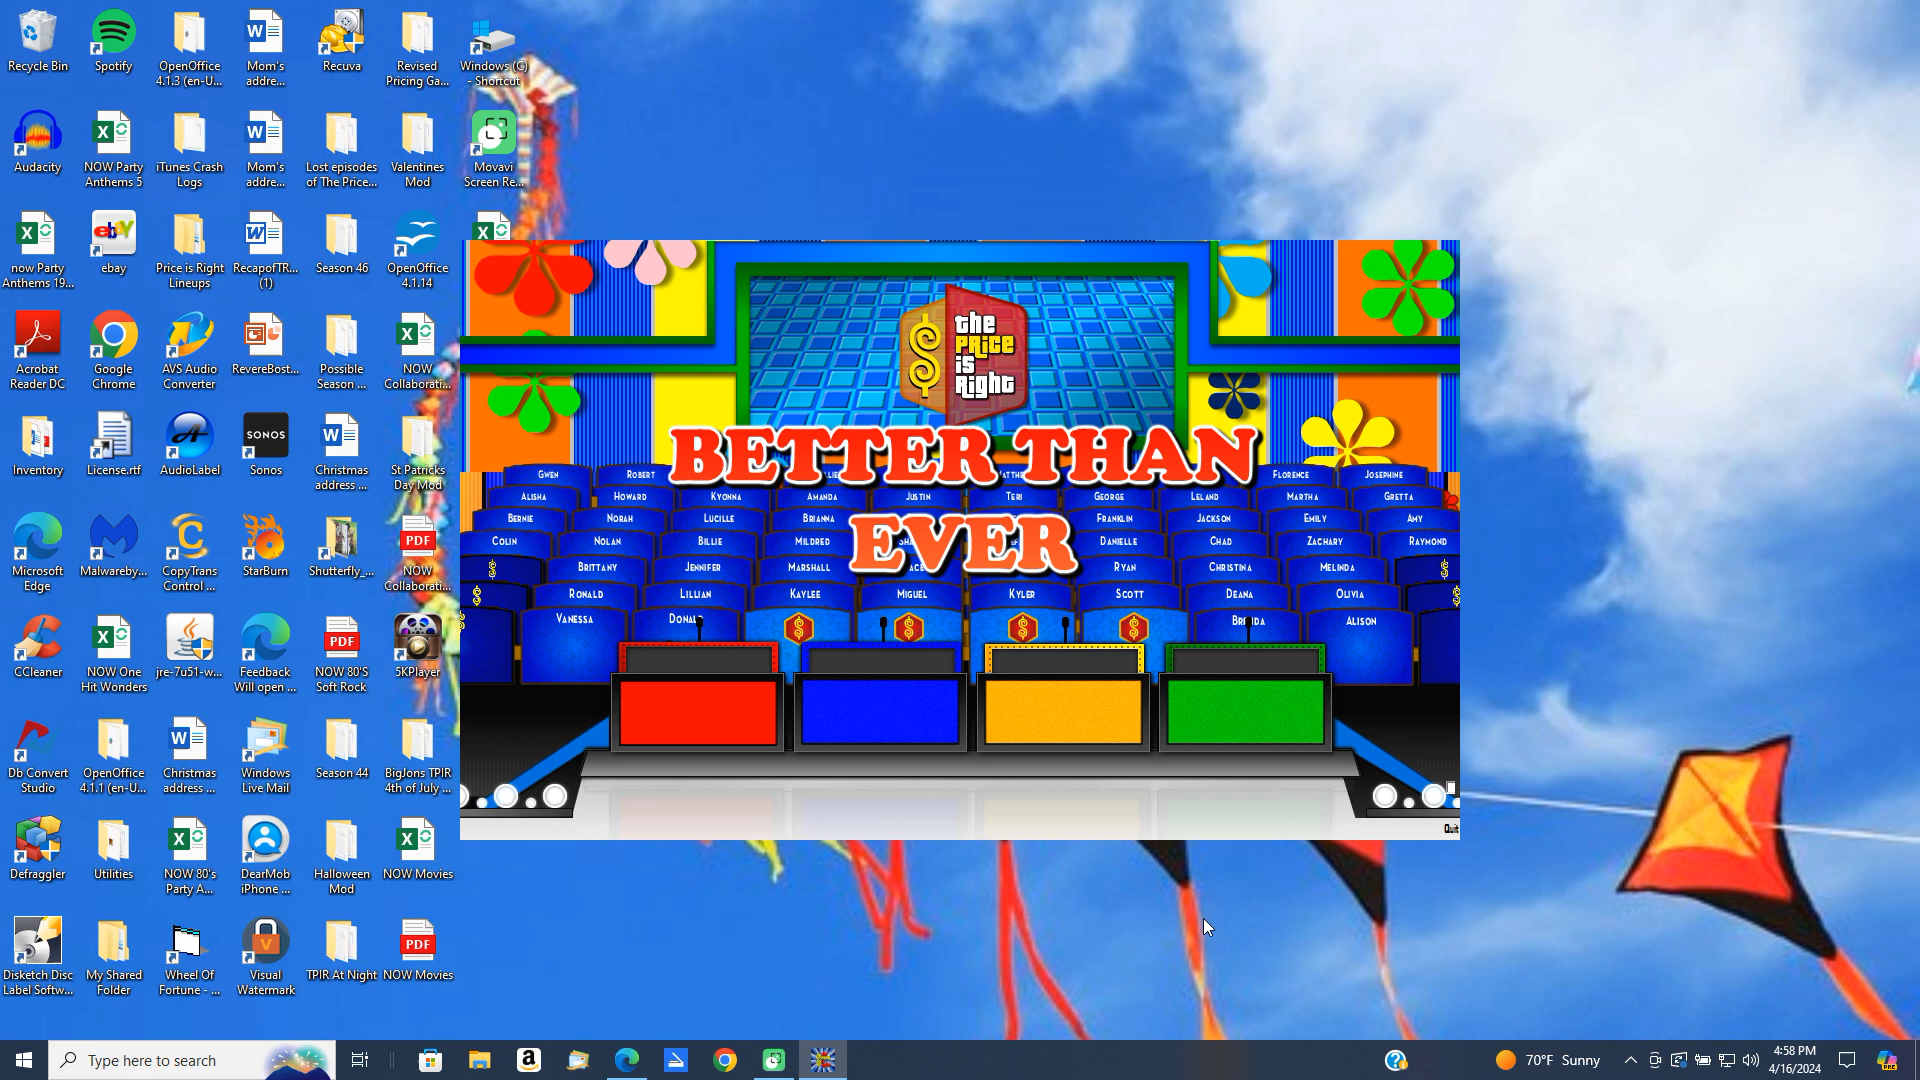 Recycle Bin
Spotify
OpenOffice
4.1.3 (en-U...
Mom's
addre...
Recuva
Revised
Pricing Ga...
Windows (C)
- Shortcut
Audacity
NOW Party
Anthems 5
iTunes Crash
Logs
Mom's
addre...
Lost episodes
of The Price...
Valentines
Mod
Movavi
Screen Re...
now Party
Anthems 19...
ebay
Price is Right
Lineups
RecapofTR...
(1)
Season 46
OpenOffice
4.1.14
Acrobat
Reader DC
Google
Chrome
AVS Audio
Converter
RevereBost...
Possible
Season ...
NOW
Collaborati...
Inventory
License.rtf
AudioLabel
SONOS
Sonos
Christmas
address ...
St Patricks
Day Mod
Microsoft
Edge
Malwareby...
CopyTrans
Control ...
StarBurn
Shutterfly_...
PDF
NOW
Collaborati...
CCleaner
NOW One
Hit Wonders
jre-7u51-w...
Feedback
Will open ...
PDF
NOW 80'S
Soft Rock
5KPlayer
Db Convert
Studio
OpenOffice
4.1.1 (en-U...
Christmas
address ...
Windows
Live Mail
Season 44
BigJons TPIR
4th of July ...
Defraggler
Utilities
NOW 80's
Party A...
DearMob
iPhone ...
Halloween
Mod
NOW Movies
Disketch Disc
Label Softw...
My Shared
Folder
Wheel Of
Fortune - ...
Visual
Watermark
TPIR At Night
PDF
NOW Movies
the
PRICE
is
Right
BETTER THAN
EVER
GWEN ROBERT FLORENCE JOSEPHINE
ALISHA HOWARD KYONNA AMANDA JUSTIN TERI GEORGE LELAND MARTHA GRETTA
BERNIE NORAH LUCILLE BRIANNA FRANKLIN JACKSON EMILY AMY
COLIN NOLAN BILLIE MILDRED DANIELLE CHAD ZACHARY RAYMOND
BRITTANY JENNIFER MARSHALL RYAN CHRISTINA MELINDA
RONALD LILLIAN KAYLEE MIGUEL KYLER SCOTT DEANA OLIVIA
VANESSA DONALD BRENDA ALISON
Quit
Type here to search
70°F Sunny
4:58 PM
4/16/2024